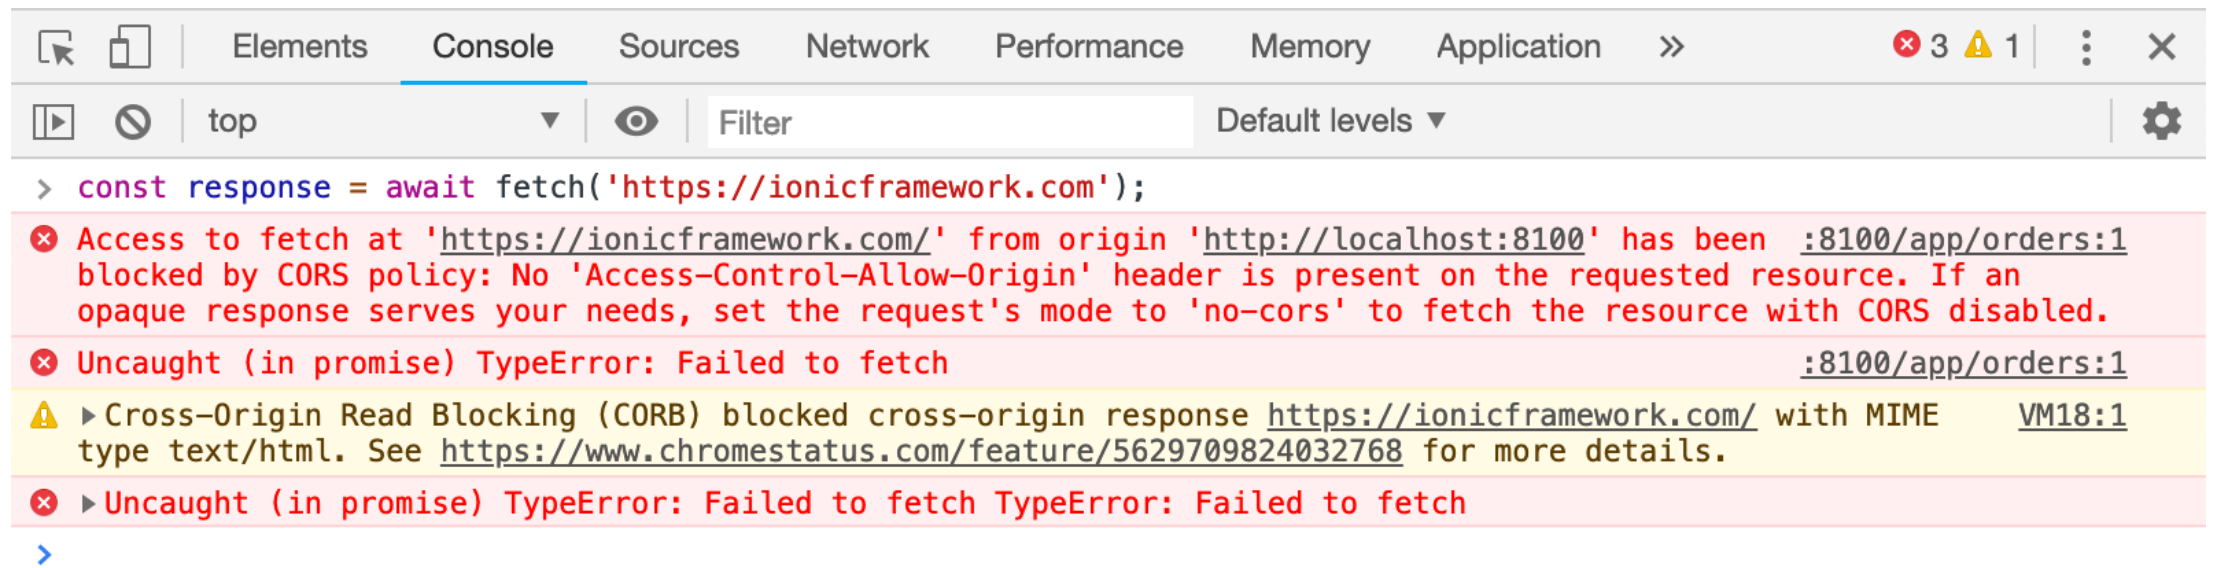 Elements Console Sources Network Performance Memory Application » 3 1
top Filter Default levels
const response = await fetch('https://ionicframework.com');
Access to fetch at 'https://ionicframework.com/' from origin 'http://localhost:8100' has been :8100/app/orders:1
blocked by CORS policy: No 'Access-Control-Allow-Origin' header is present on the requested resource. If an
opaque response serves your needs, set the request's mode to 'no-cors' to fetch the resource with CORS disabled.
Uncaught (in promise) TypeError: Failed to fetch :8100/app/orders:1
Cross-Origin Read Blocking (CORB) blocked cross-origin response https://ionicframework.com/ with MIME VM18:1
type text/html. See https://www.chromestatus.com/feature/5629709824032768 for more details.
Uncaught (in promise) TypeError: Failed to fetch TypeError: Failed to fetch